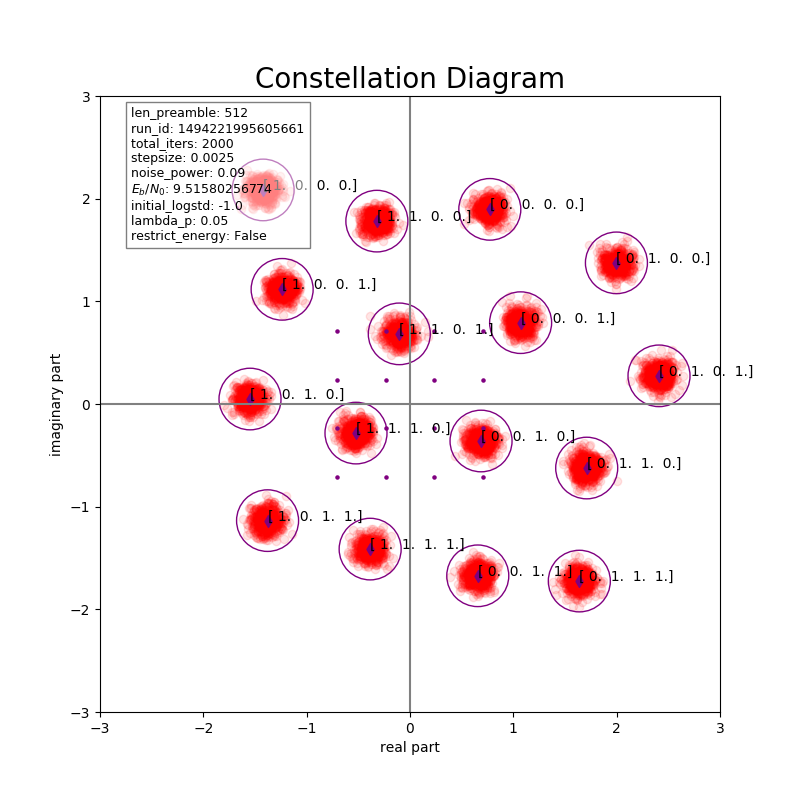 Constellation Diagram
len_preamble: 512
run_id: 1494221995605661
total_iters: 2000
stepsize: 0.0025
noise_power: 0.09
E_b/N_0: 9.51580256774
initial_logstd: -1.0
lambda_p: 0.05
restrict_energy: False
[ 1. 0. 0. 0.]
[ 1. 1. 0. 0.]
[ 0. 0. 0. 0.]
[ 0. 1. 0. 0.]
[ 1. 0. 0. 1.]
[ 1. 1. 0. 1.]
[ 0. 0. 0. 1.]
[ 0. 1. 0. 1.]
[ 1. 0. 1. 0.]
[ 1. 1. 1. 0.]
[ 0. 0. 1. 0.]
[ 0. 1. 1. 0.]
[ 1. 0. 1. 1.]
[ 1. 1. 1. 1.]
[ 0. 0. 1. 1.]
[ 0. 1. 1. 1.]
3
2
1
0
−1
−2
−3
imaginary part
−3 −2 −1 0 1 2 3
real part